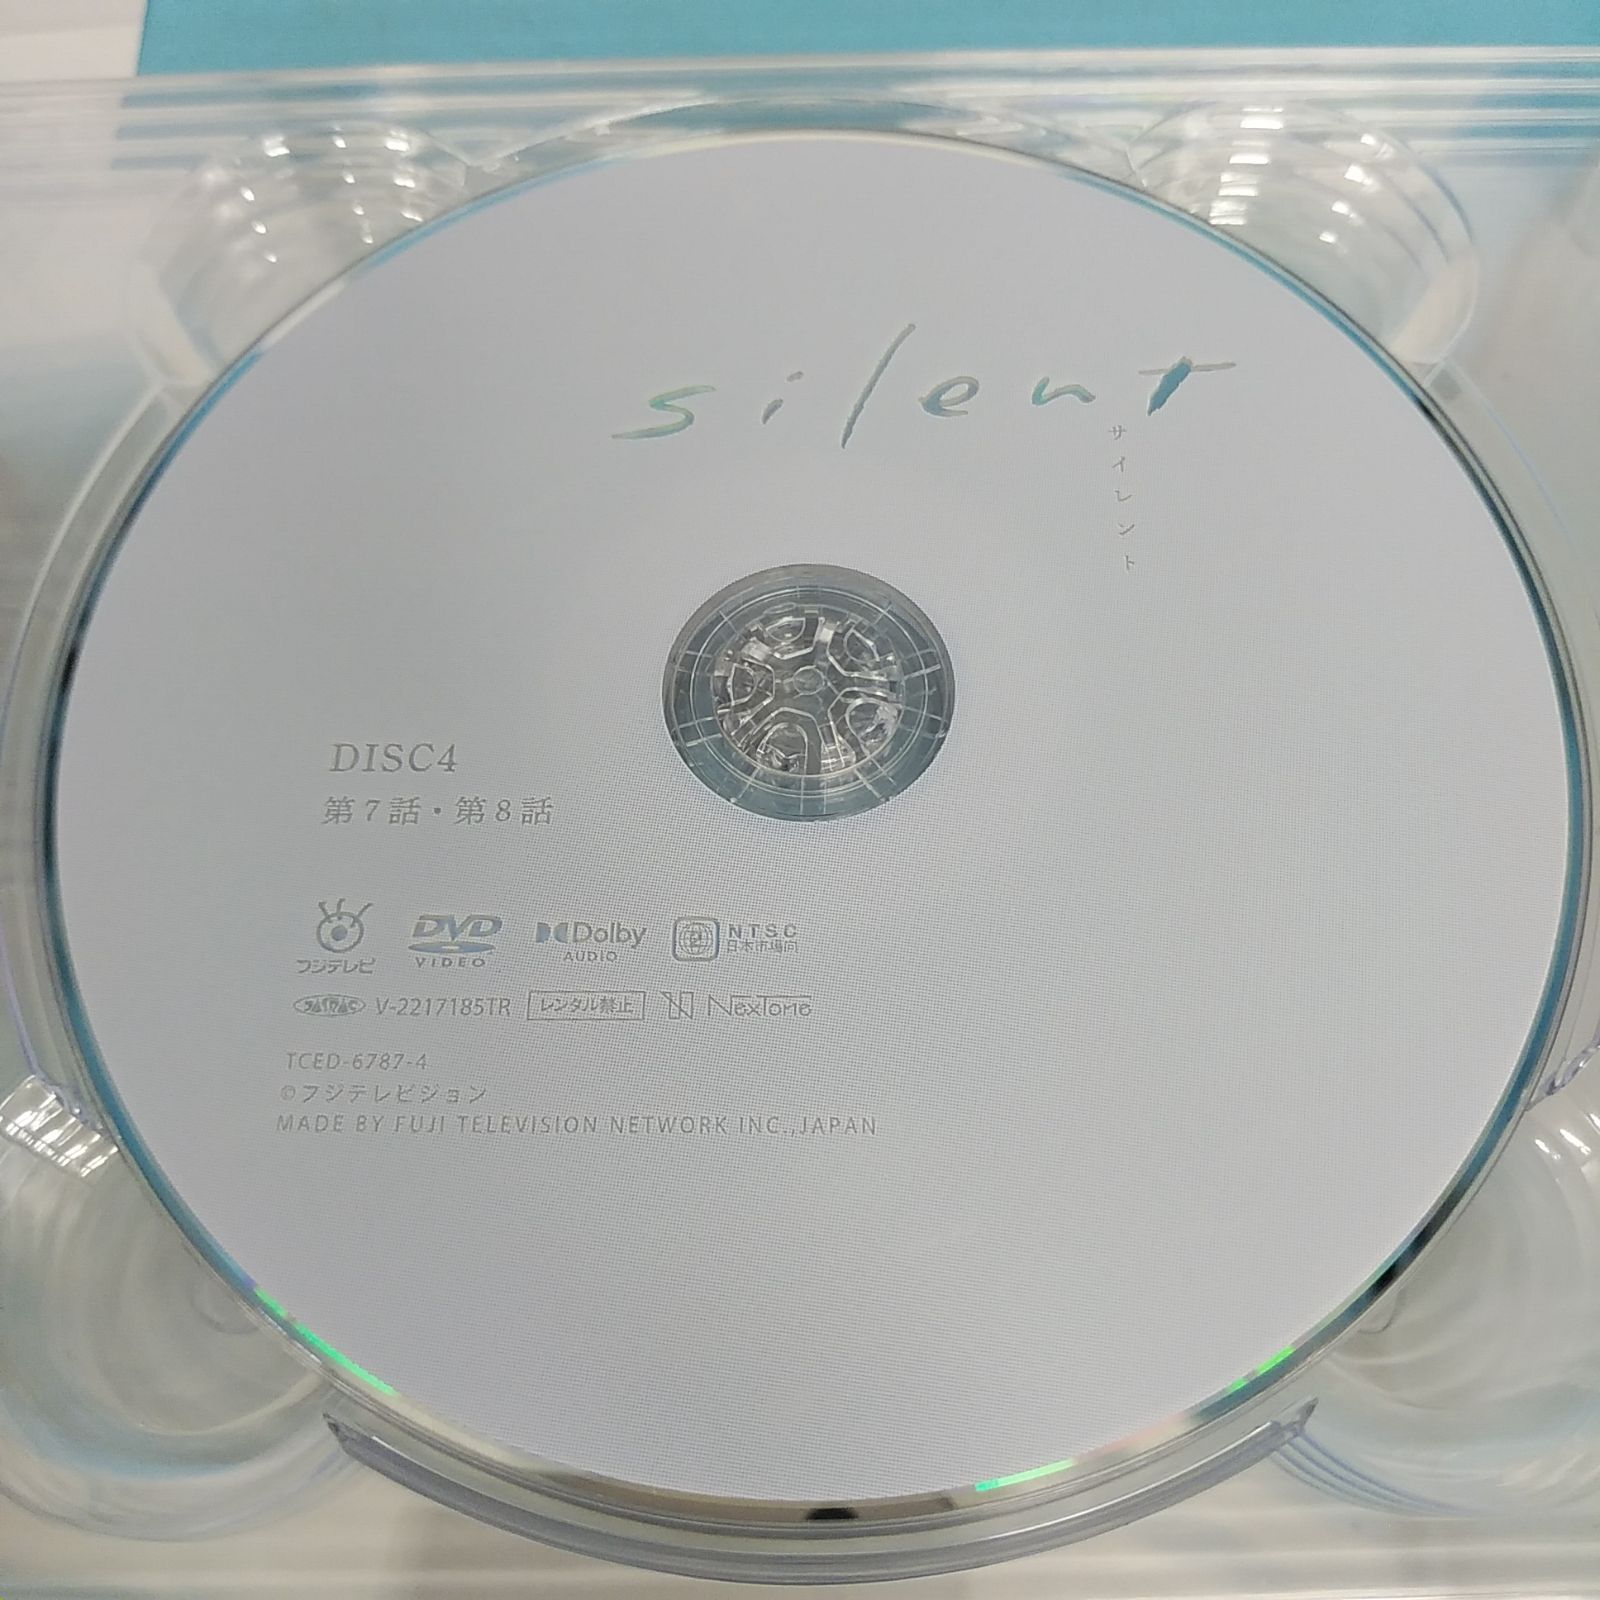 silent
サイレント
DISC4
第7話・第8話
フジテレビ
DVD VIDEO
Dolby AUDIO
2 NTSC 日本市場向
JASRAC V-2217185TR レンタル禁止 NexTone
TCED-6787-4
©フジテレビジョン
MADE BY FUJI TELEVISION NETWORK INC.,JAPAN